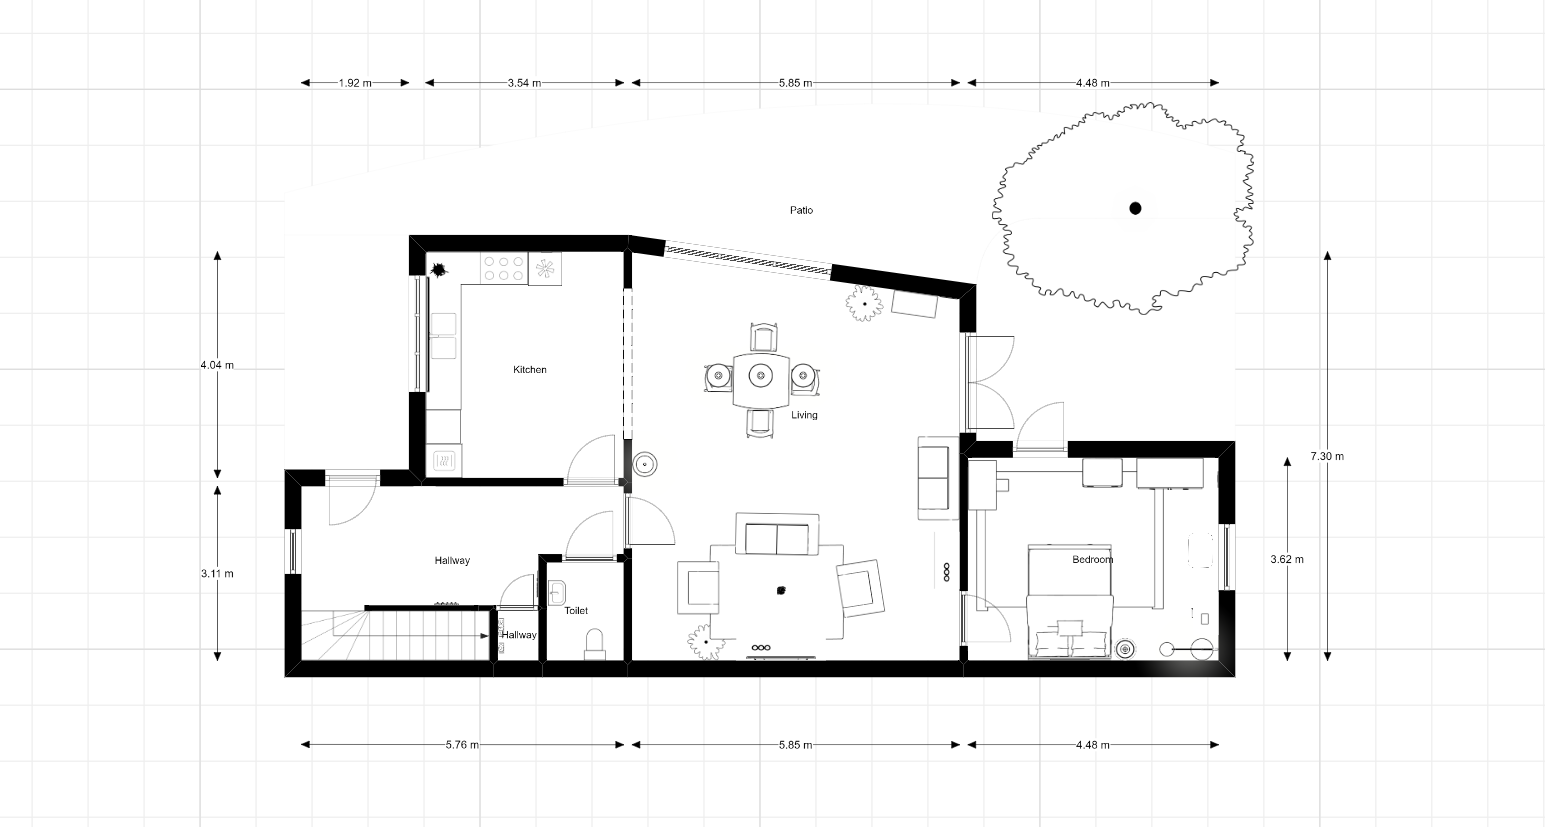 1.92 m
3.54 m
5.85 m
4.48 m
Patio
4.04 m
Kitchen
Living
7.30 m
Hallway
Bedroom
3.62 m
3.11 m
Toilet
Hallway
5.76 m
5.85 m
4.48 m